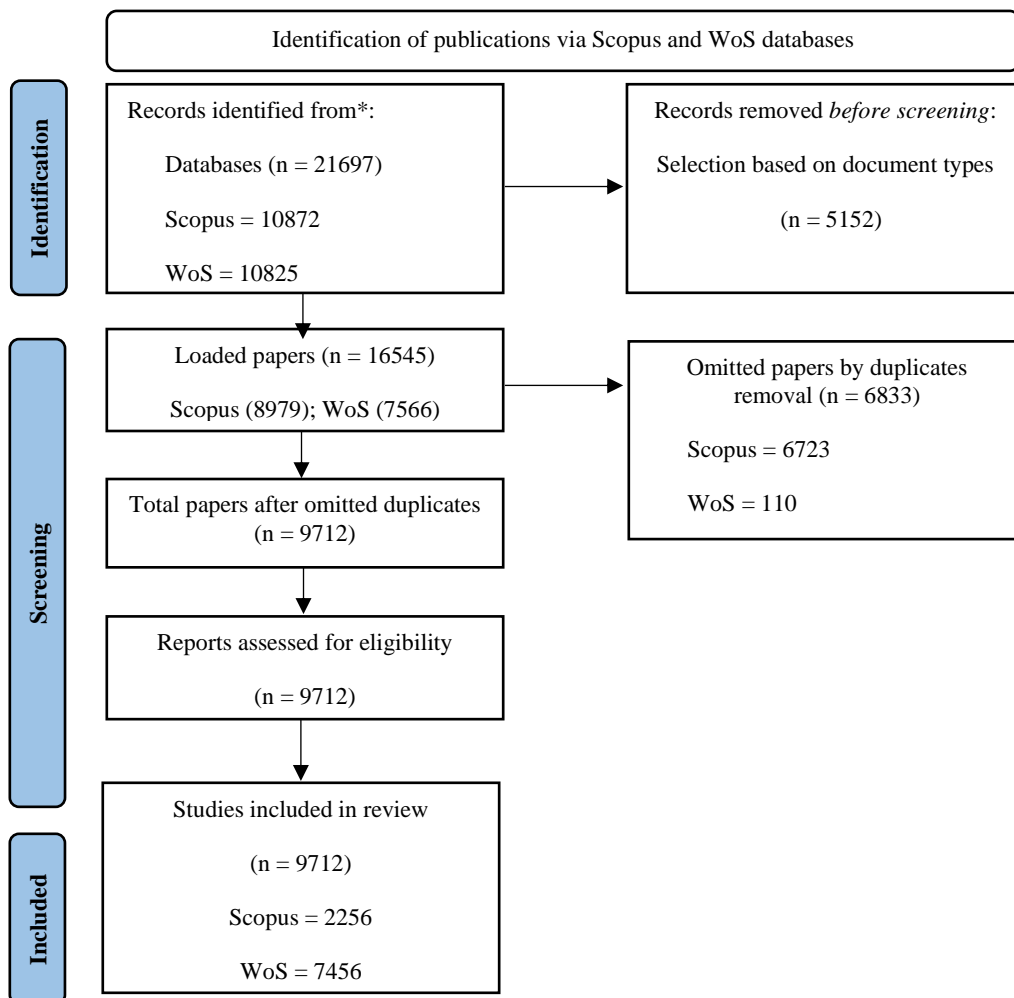 Identification of publications via Scopus and WoS databases
Identification
Records identified from*:
Databases (n = 21697)
Scopus = 10872
WoS = 10825
Records removed before screening:
Selection based on document types
(n = 5152)
Screening
Loaded papers (n = 16545)
Scopus (8979); WoS (7566)
Omitted papers by duplicates
removal (n = 6833)
Scopus = 6723
WoS = 110
Total papers after omitted duplicates
(n = 9712)
Reports assessed for eligibility
(n = 9712)
Included
Studies included in review
(n = 9712)
Scopus = 2256
WoS = 7456